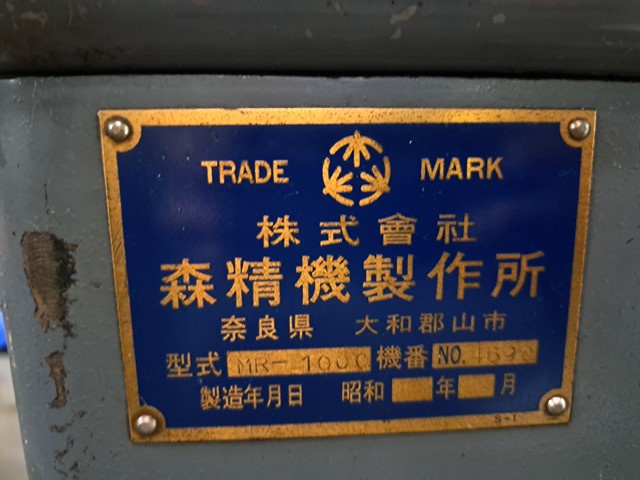 TRADE MARK
株式會社
森精機製作所
奈良県 大和郡山市
型式 MR-1000 機番 NO.
製造年月日 昭和 年 月
S-1